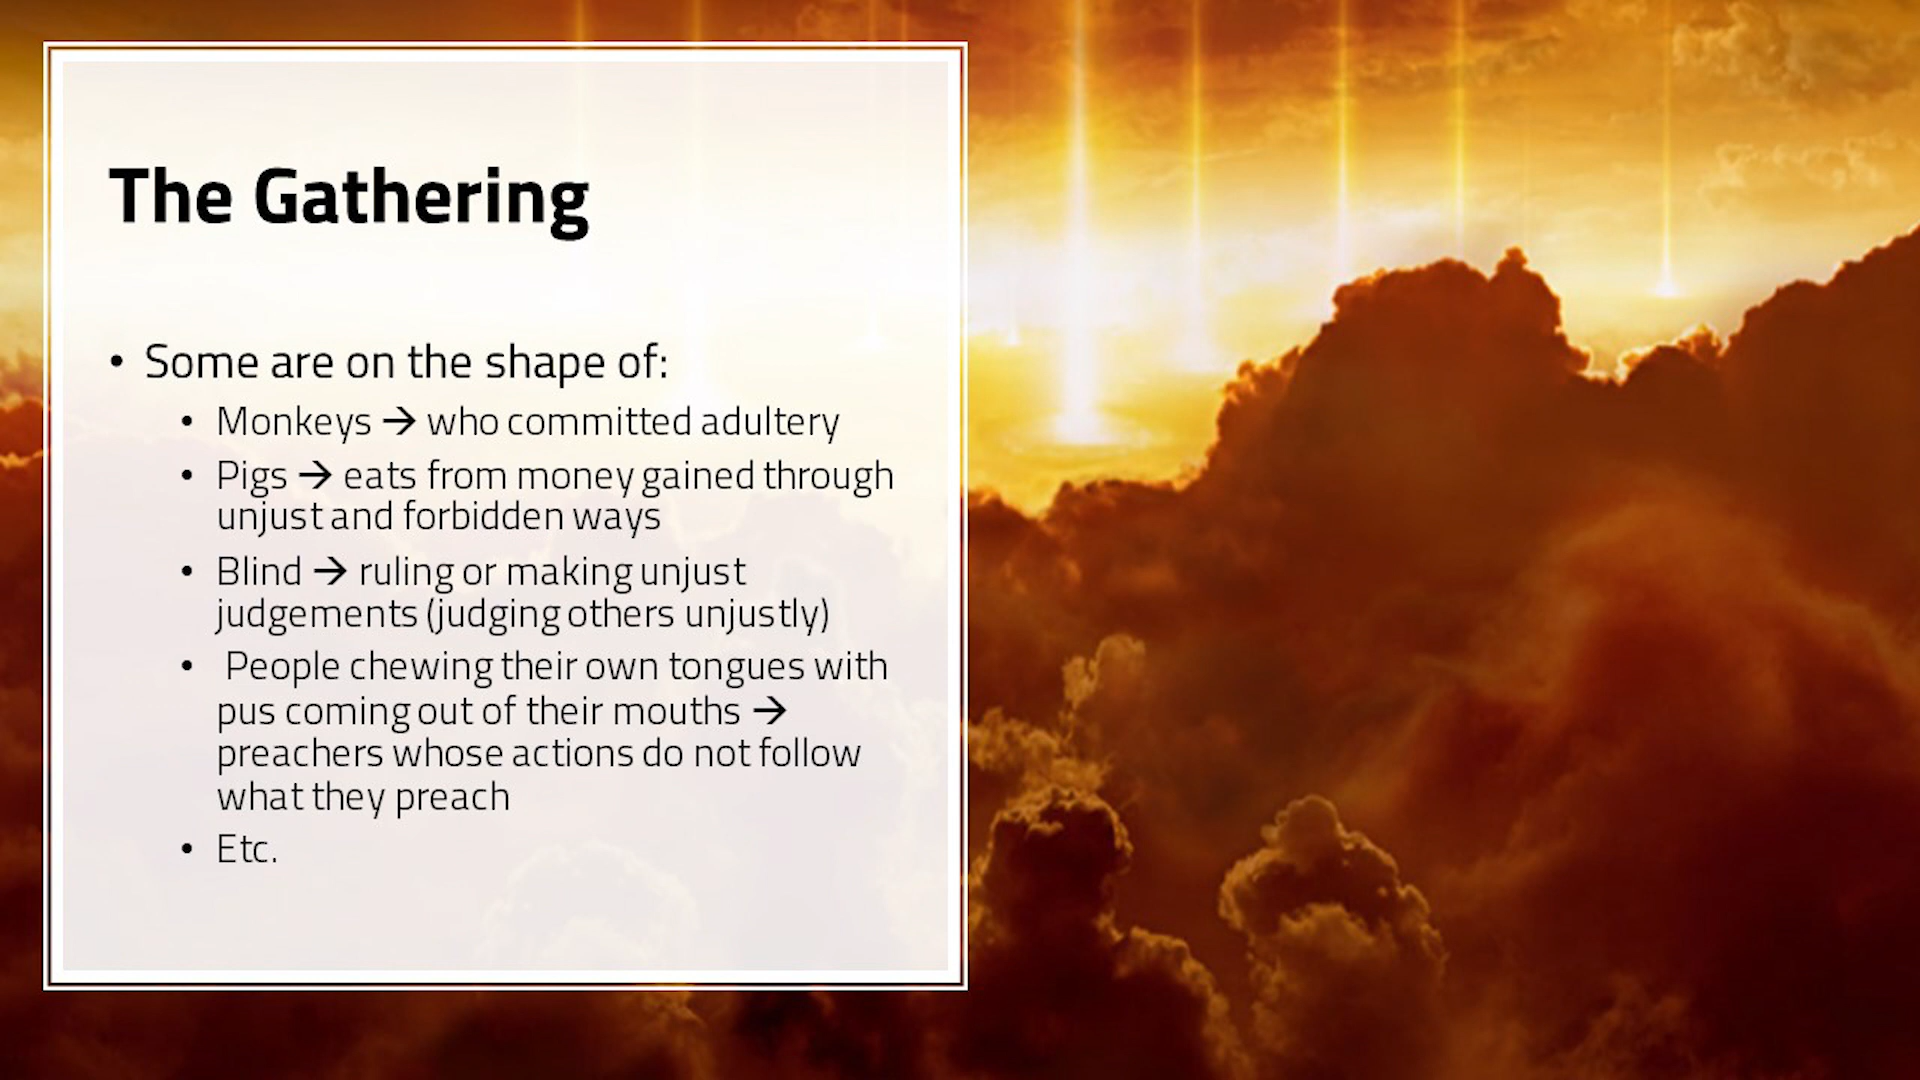 The Gathering
• Some are on the shape of:
• Monkeys → who committed adultery
• Pigs → eats from money gained through
unjust and forbidden ways
• Blind → ruling or making unjust
judgements (judging others unjustly)
• People chewing their own tongues with
pus coming out of their mouths →
preachers whose actions do not follow
what they preach
• Etc.